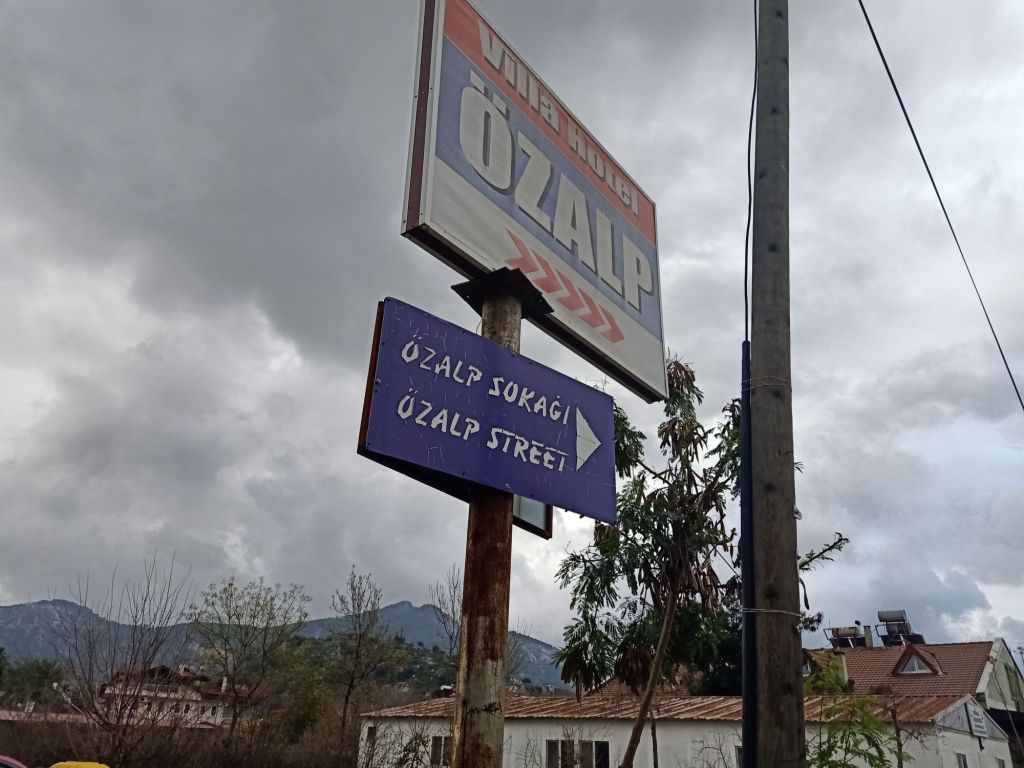 Villa Hotel
ÖZALP
ÖZALP SOKAĞI
ÖZALP STREET